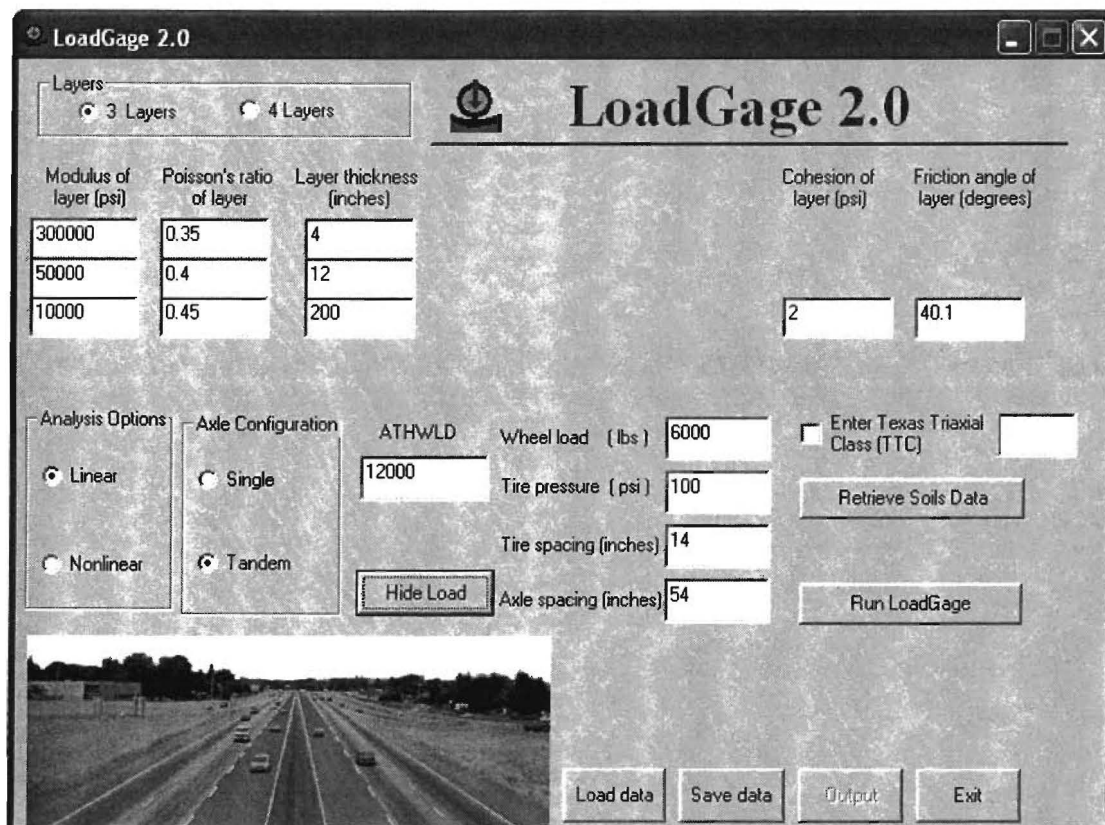 LoadGage 2.0
Layers
3 Layers
4 Layers
LoadGage 2.0
Modulus of layer (psi)
Poisson's ratio of layer
Layer thickness (inches)
Cohesion of layer (psi)
Friction angle of layer (degrees)
300000
0.35
4
50000
0.4
12
10000
0.45
200
2
40.1
Analysis Options
Linear
Nonlinear
Axle Configuration
Single
Tandem
ATHWLD
12000
Hide Load
Wheel load ( lbs )
6000
Tire pressure ( psi )
100
Tire spacing (inches)
14
Axle spacing (inches)
54
Enter Texas Triaxial
Class (TTC)
Retrieve Soils Data
Run LoadGage
Load data
Save data
Output
Exit